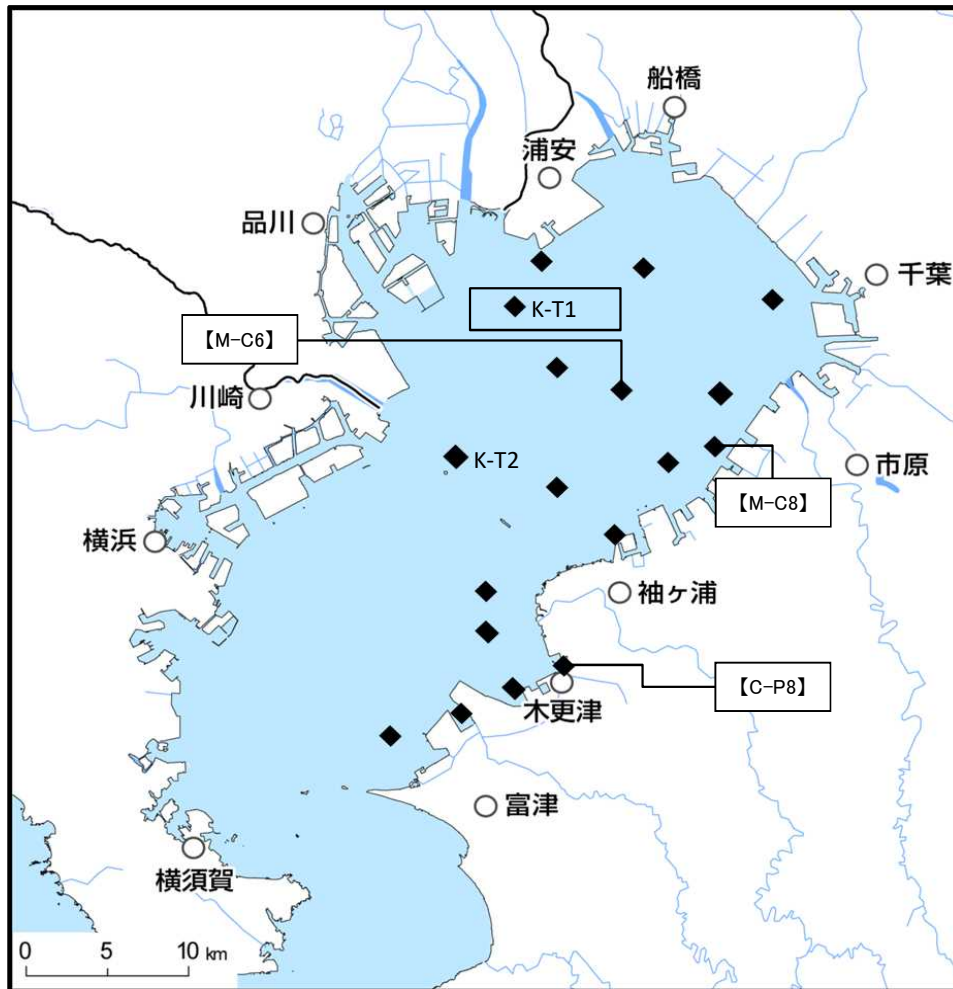 船橋
浦安
品川
千葉
K-T1
【M-C6】
川崎
K-T2
市原
【M-C8】
横浜
袖ヶ浦
【C-P8】
木更津
富津
横須賀
0 5 10 km